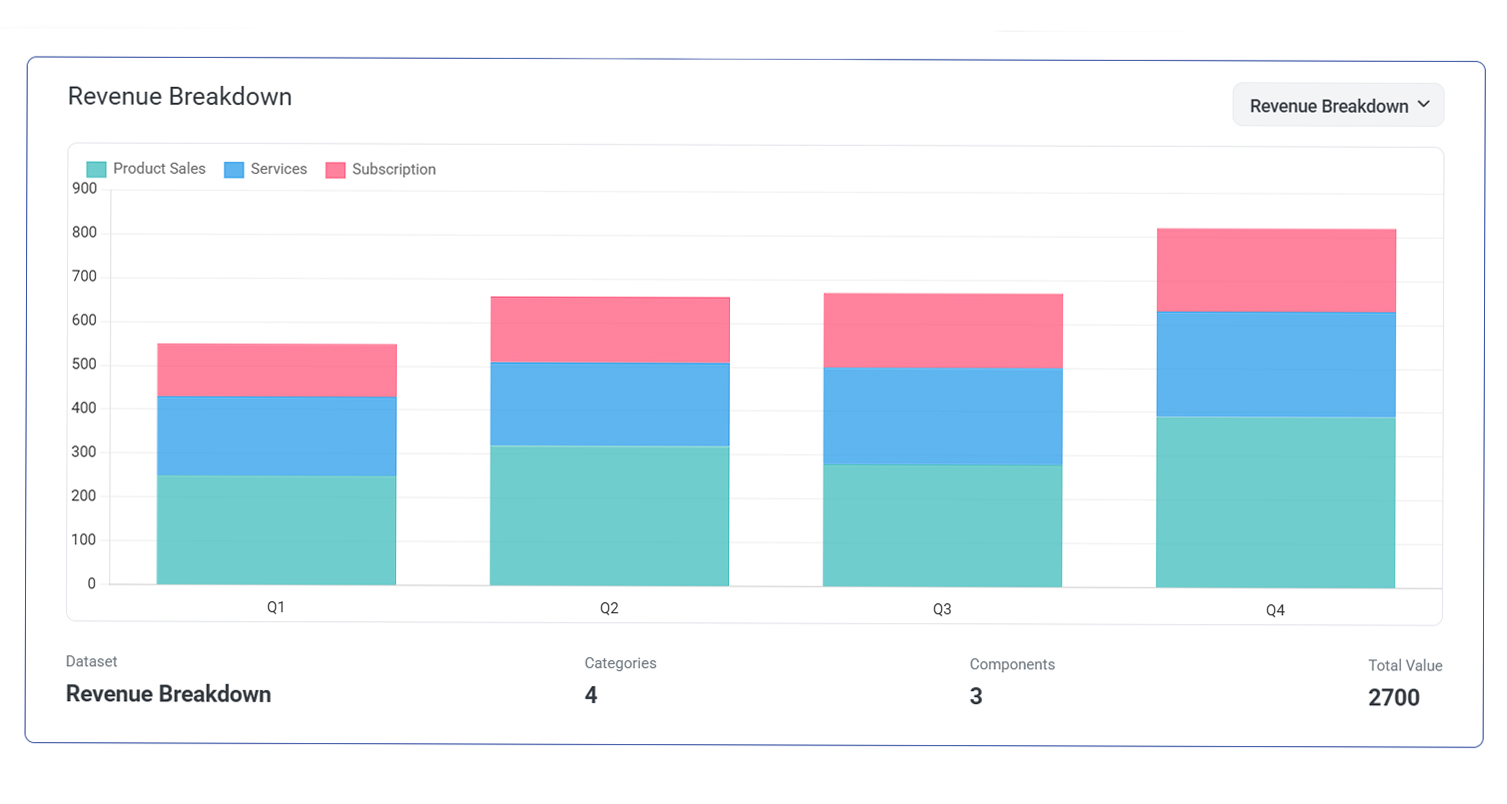 Revenue Breakdown
Revenue Breakdown
Product Sales Services Subscription
900
800
700
600
500
400
300
200
100
0
Q1 Q2 Q3 Q4
Dataset Categories Components Total Value
Revenue Breakdown 4 3 2700